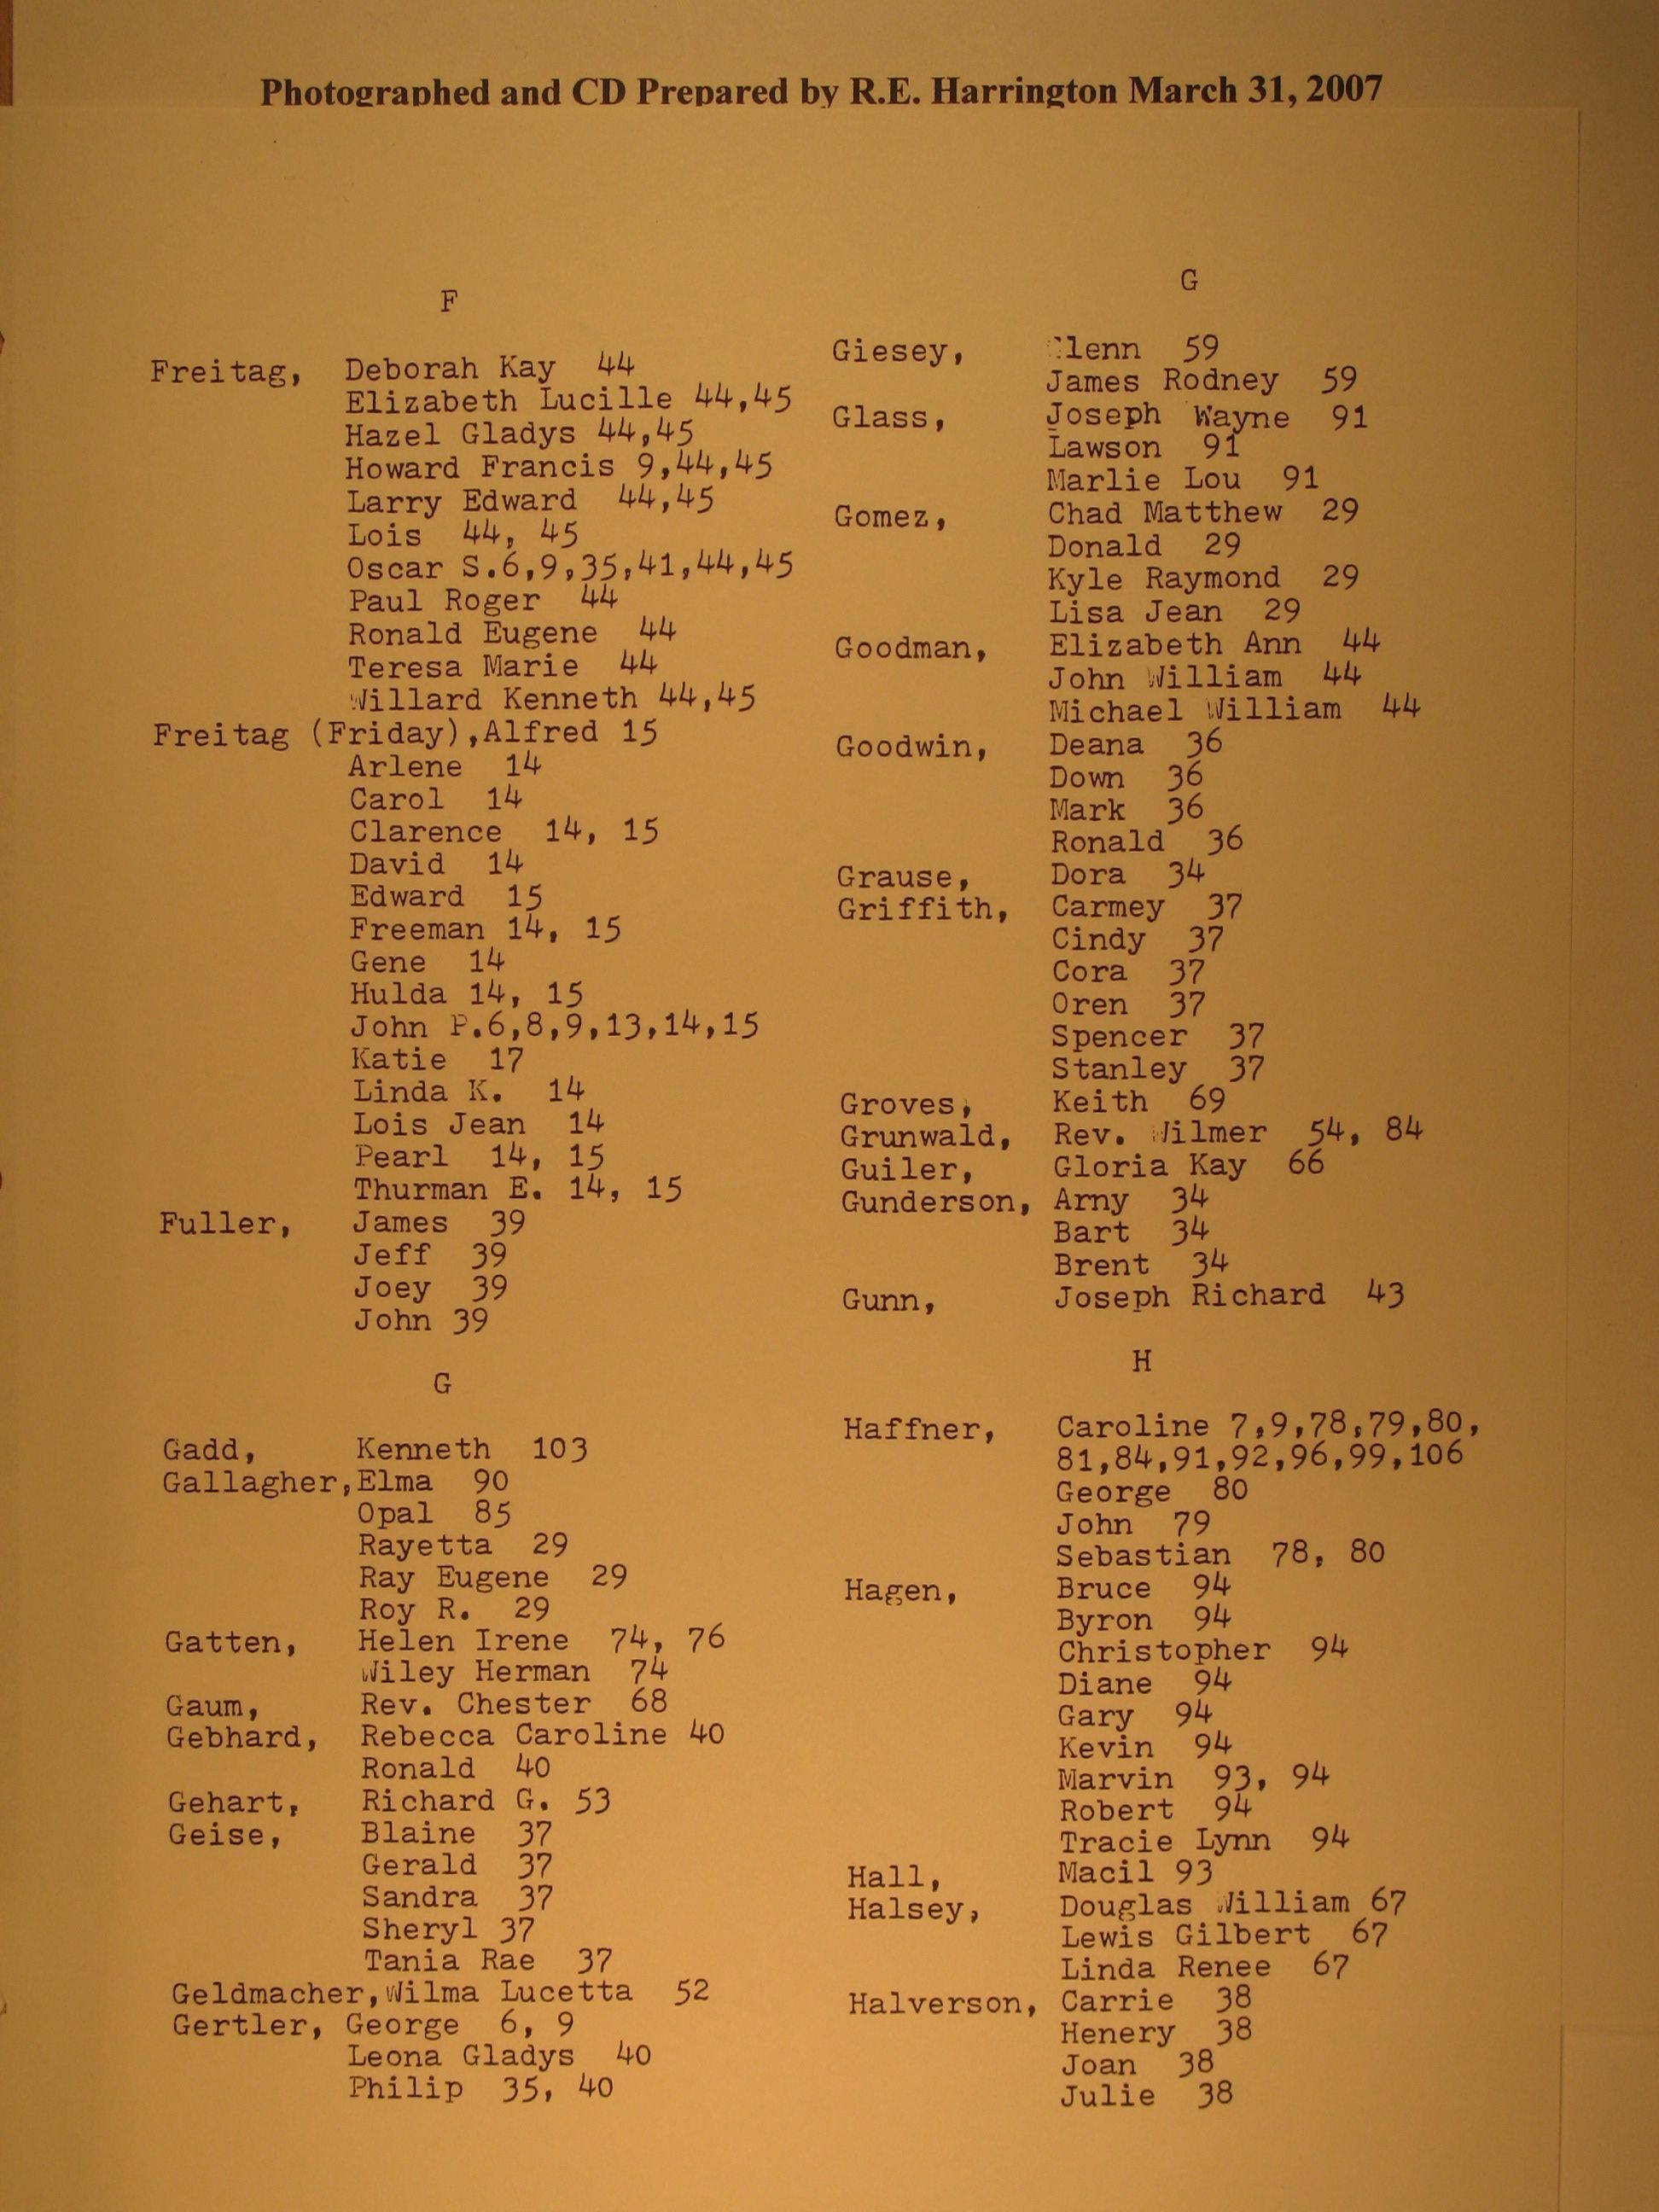 Photographed and CD Prepared by R.E. Harrington March 31, 2007
F
Freitag, Deborah Kay 44
Elizabeth Lucille 44,45
Hazel Gladys 44,45
Howard Francis 9,44,45
Larry Edward 44,45
Lois 44, 45
Oscar S.6,9,35,41,44,45
Paul Roger 44
Ronald Eugene 44
Teresa Marie 44
Willard Kenneth 44,45
Freitag (Friday),Alfred 15
Arlene 14
Carol 14
Clarence 14, 15
David 14
Edward 15
Freeman 14, 15
Gene 14
Hulda 14, 15
John P.6,8,9,13,14,15
Katie 17
Linda K. 14
Lois Jean 14
Pearl 14, 15
Thurman E. 14, 15
Fuller, James 39
Jeff 39
Joey 39
John 39
G
Gadd, Kenneth 103
Gallagher,Elma 90
Opal 85
Rayetta 29
Ray Eugene 29
Roy R. 29
Gatten, Helen Irene 74, 76
Wiley Herman 74
Gaum, Rev. Chester 68
Gebhard, Rebecca Caroline 40
Ronald 40
Gehart, Richard G. 53
Geise, Blaine 37
Gerald 37
Sandra 37
Sheryl 37
Tania Rae 37
Geldmacher,Wilma Lucetta 52
Gertler, George 6, 9
Leona Gladys 40
Philip 35, 40
G
Giesey, Glenn 59
James Rodney 59
Glass, Joseph Wayne 91
Lawson 91
Marlie Lou 91
Gomez, Chad Matthew 29
Donald 29
Kyle Raymond 29
Lisa Jean 29
Goodman, Elizabeth Ann 44
John William 44
Michael William 44
Goodwin, Deana 36
Down 36
Mark 36
Ronald 36
Grause, Dora 34
Griffith, Carmey 37
Cindy 37
Cora 37
Oren 37
Spencer 37
Stanley 37
Groves, Keith 69
Grunwald, Rev. Wilmer 54, 84
Guiler, Gloria Kay 66
Gunderson, Arny 34
Bart 34
Brent 34
Gunn, Joseph Richard 43
H
Haffner, Caroline 7,9,78,79,80,
81,84,91,92,96,99,106
George 80
John 79
Sebastian 78, 80
Hagen, Bruce 94
Byron 94
Christopher 94
Diane 94
Gary 94
Kevin 94
Marvin 93, 94
Robert 94
Tracie Lynn 94
Hall, Macil 93
Halsey, Douglas William 67
Lewis Gilbert 67
Linda Renee 67
Halverson, Carrie 38
Henery 38
Joan 38
Julie 38